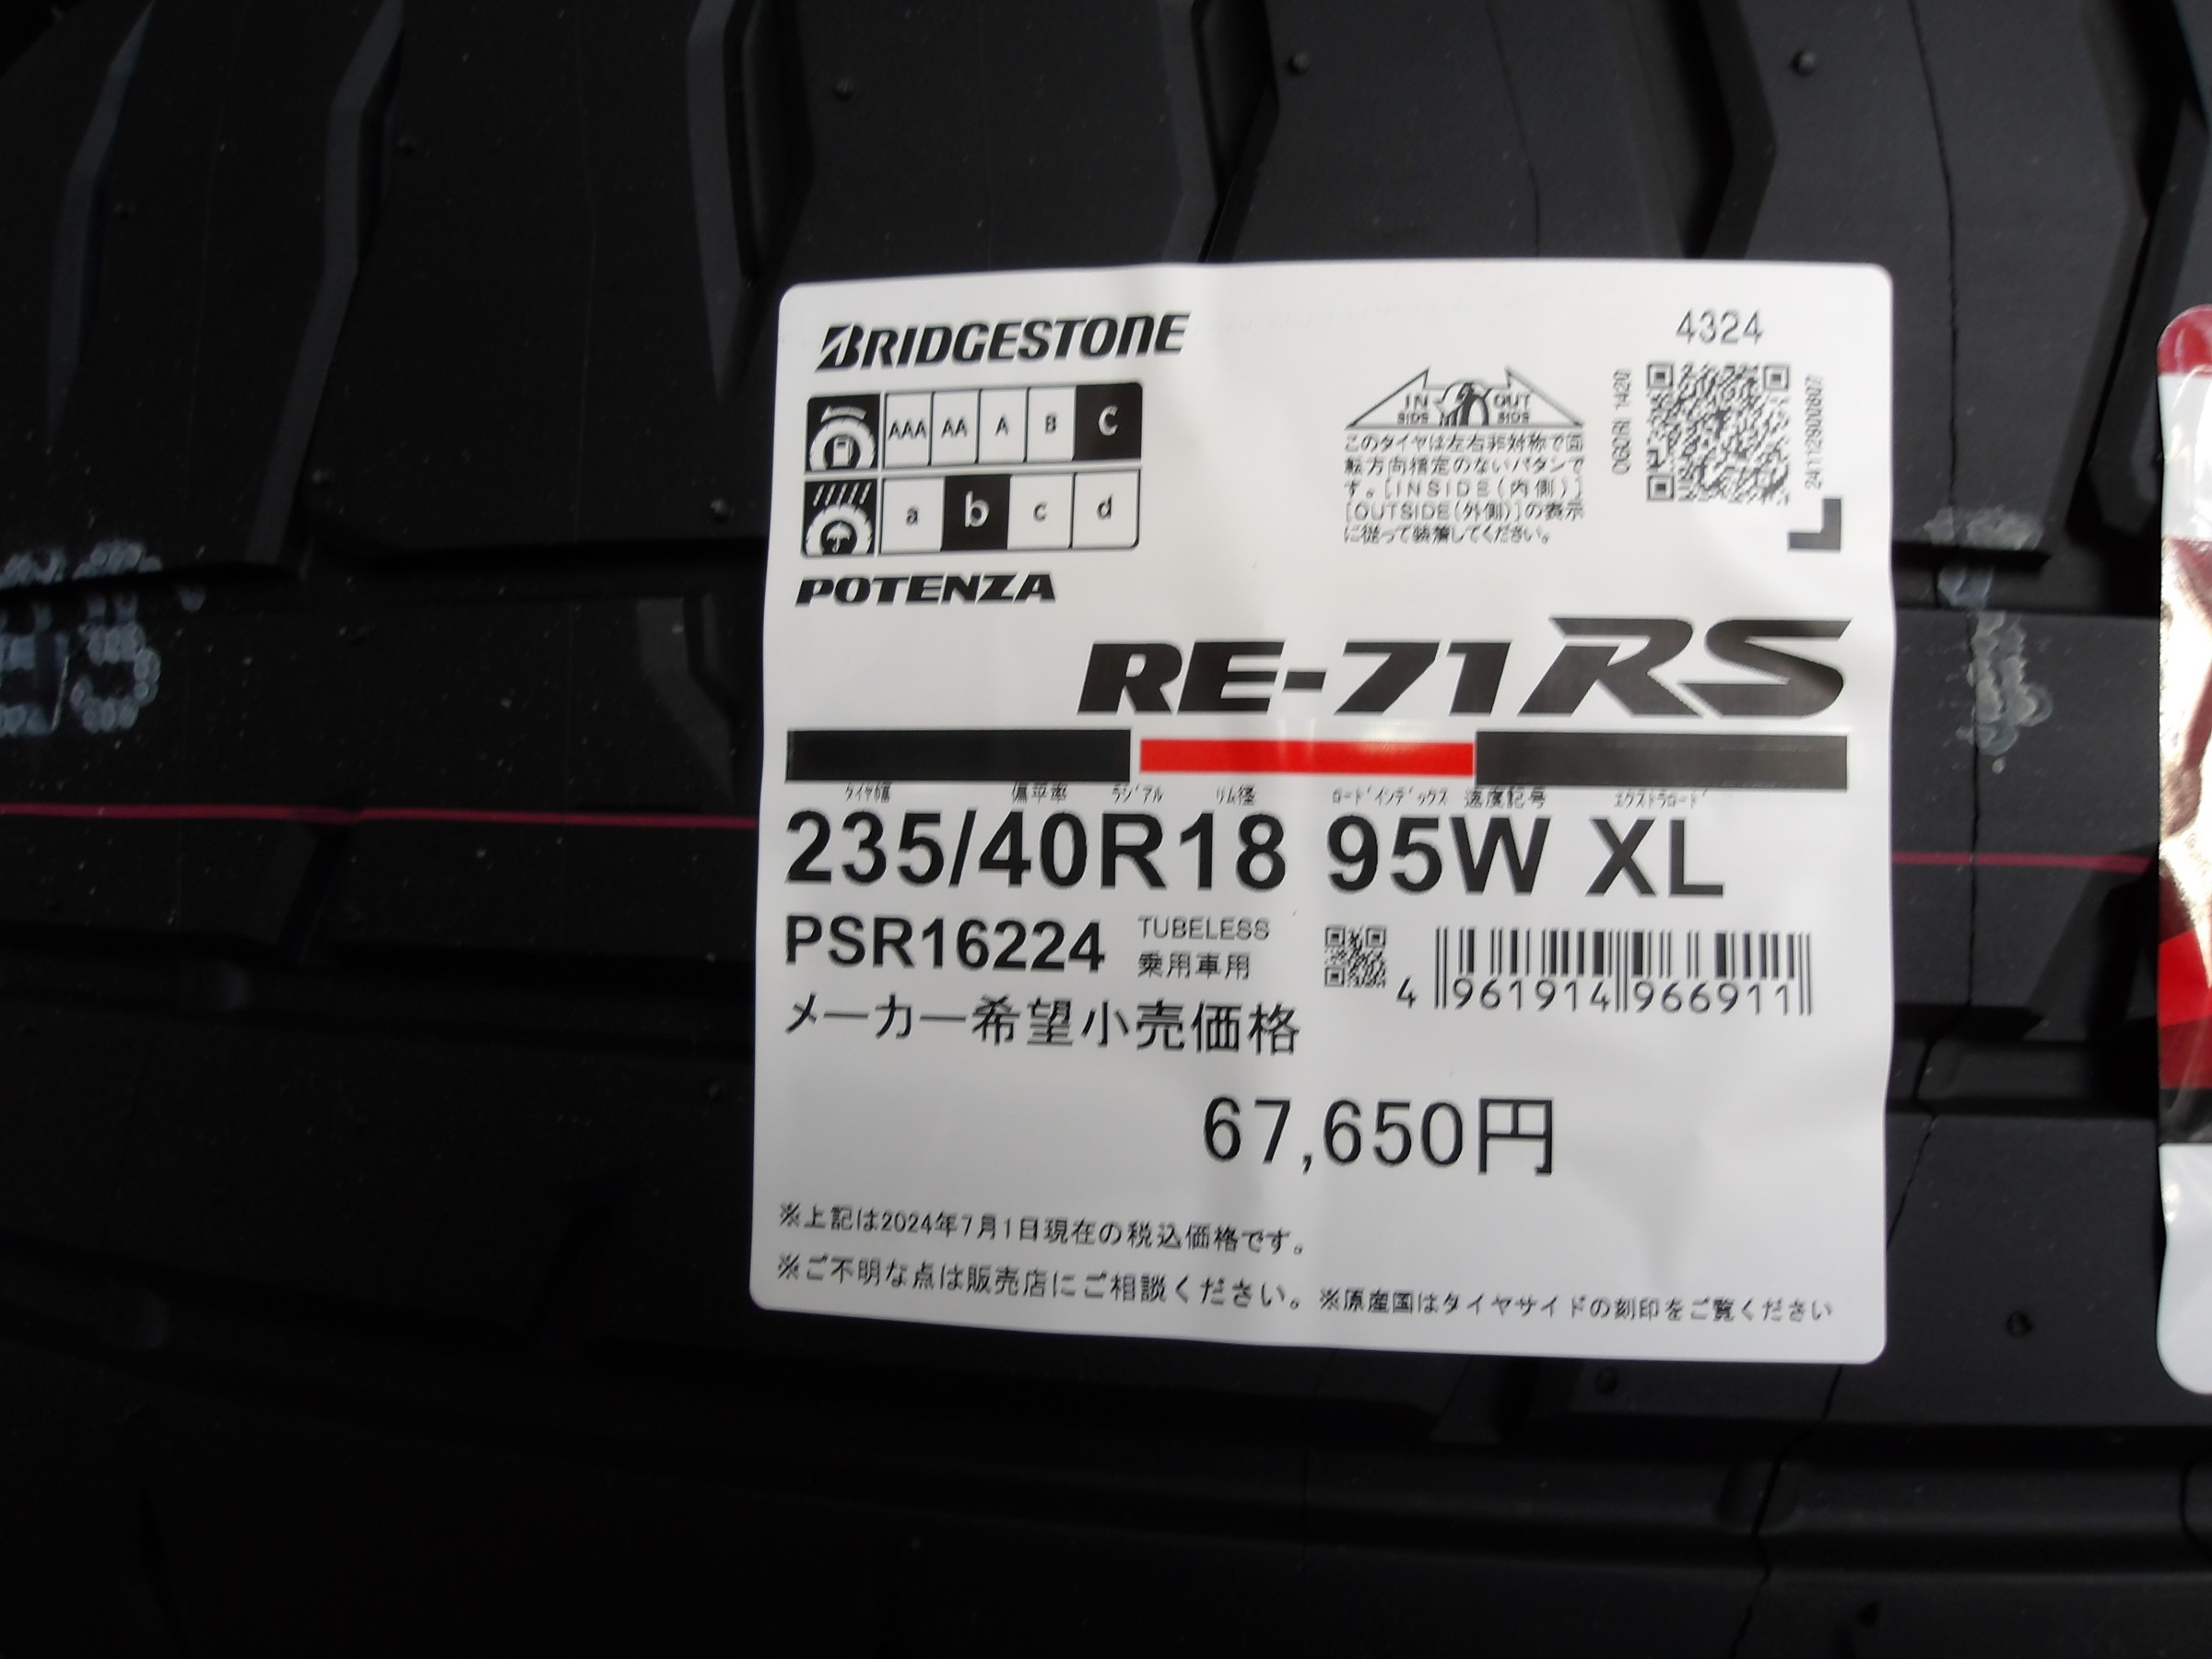 BRIDGESTONE
4324
AAA AA A B C
a b c d
IN OUT
SIDE SIDE
このタイヤは左右非対称で回
転方向指定のないパタンで
す。[INSIDE(内側)]
[OUTSIDE(外側)]の表示
に従って装着してください。
L
POTENZA
RE-71RS
タイヤ幅 偏平率 ラジアル リム径 ロードインデックス 速度記号 エクストラロード
235/40R18 95W XL
PSR16224
TUBELESS
乗用車用
4 961914 966911
メーカー希望小売価格
67,650円
※上記は2024年7月1日現在の税込価格です。
※ご不明な点は販売店にご相談ください。※原産国はタイヤサイドの刻印をご覧ください